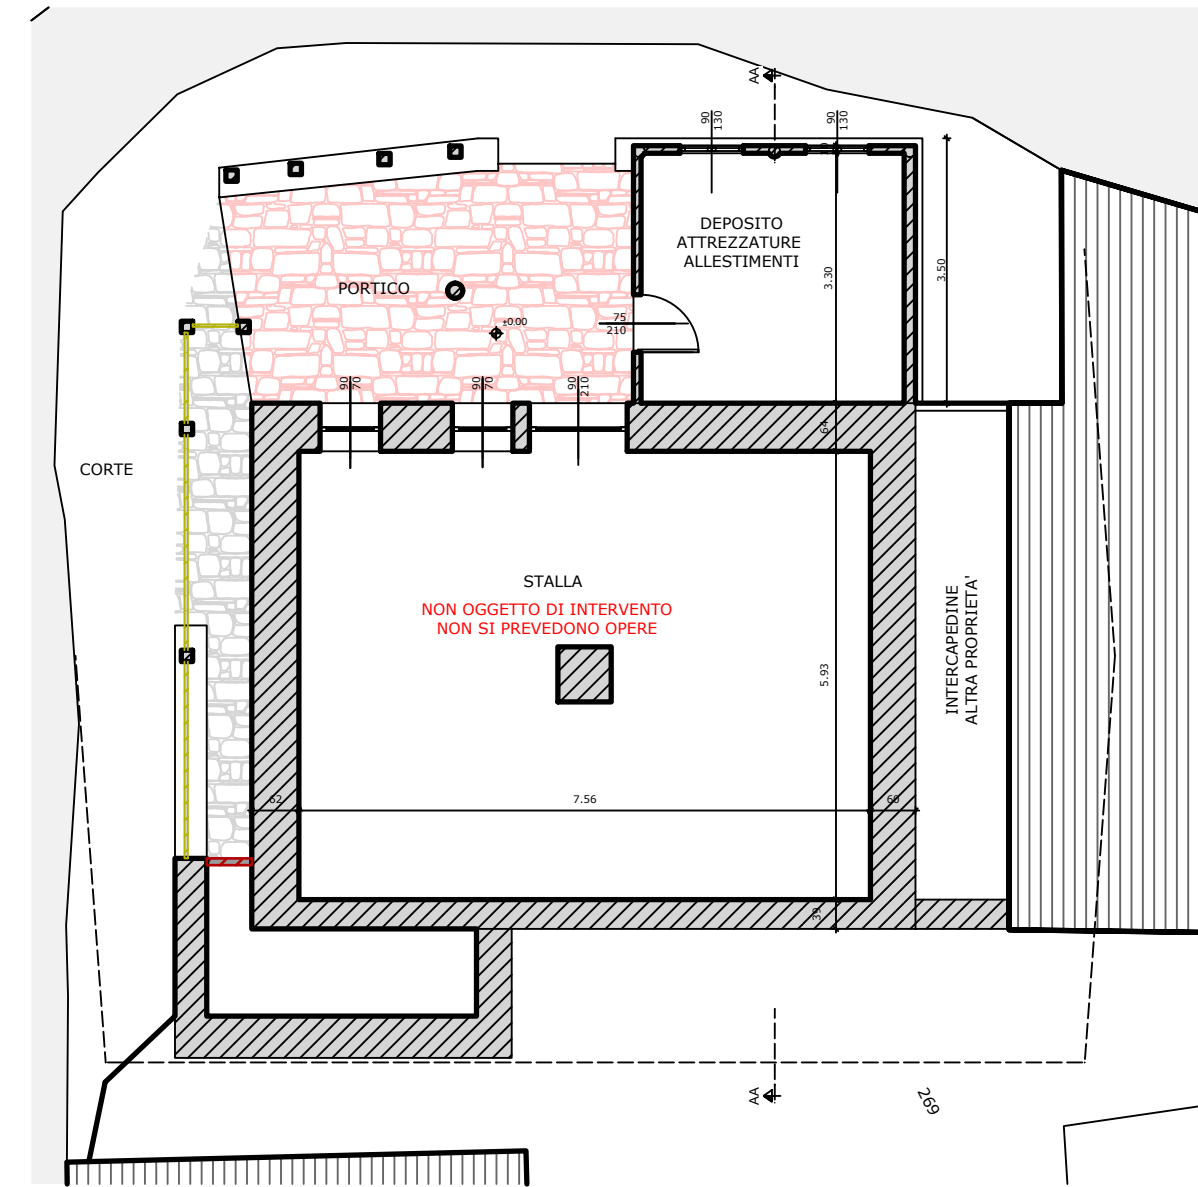 AA
90
130
90
130
10
DEPOSITO
ATTREZZATURE
ALLESTIMENTI
3.30
3.50
PORTICO
±0.00
75
210
90
70
90
70
90
210
64
CORTE
STALLA
NON OGGETTO DI INTERVENTO
NON SI PREVEDONO OPERE
INTERCAPEDINE
ALTRA PROPRIETA'
5.93
62
7.56
60
39
AA
269